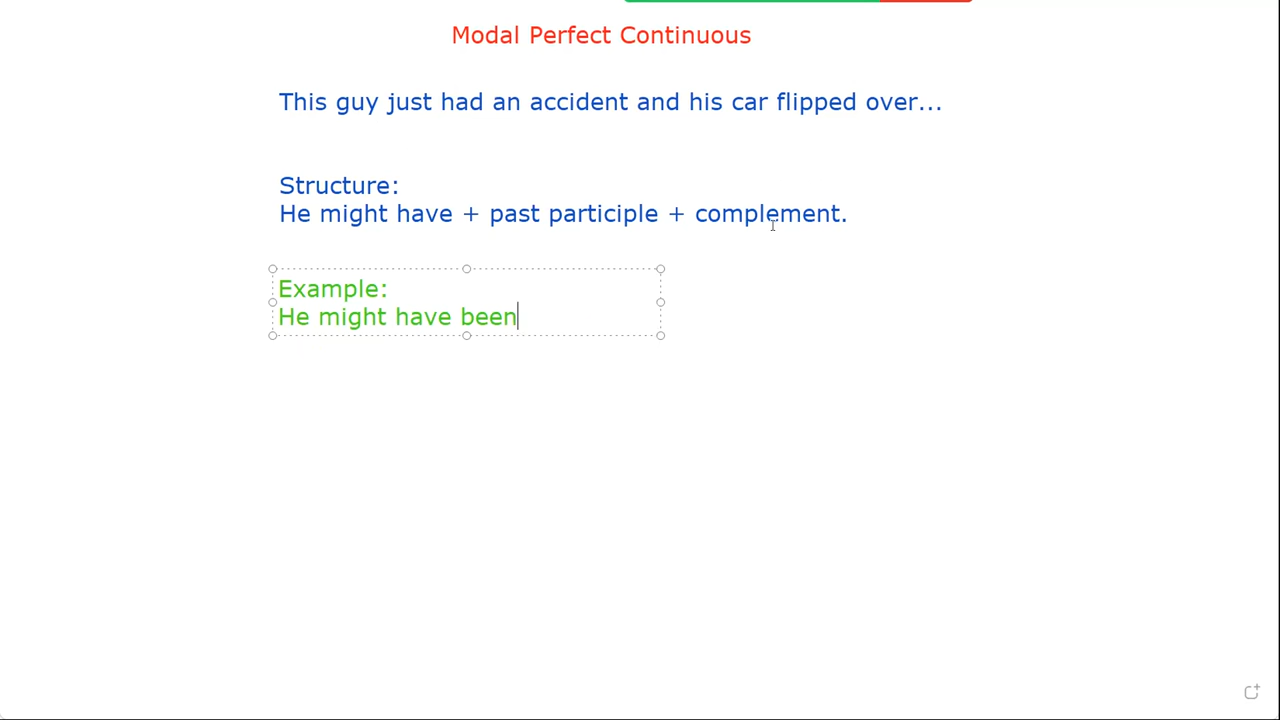 Modal Perfect Continuous
This guy just had an accident and his car flipped over...
Structure:
He might have + past participle + complement.
Example:
He might have been